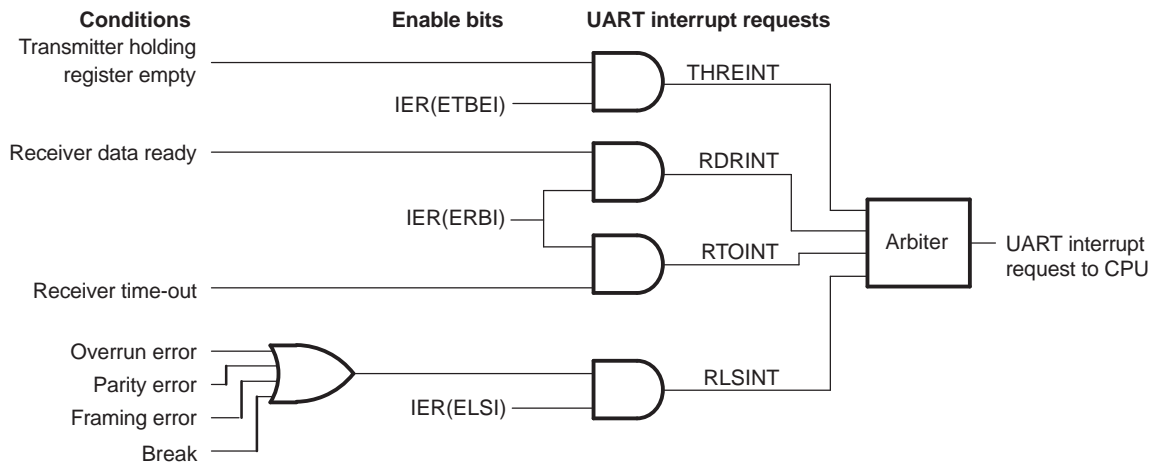 Conditions
Enable bits
UART interrupt requests
Transmitter holding
register empty
THREINT
IER(ETBEI)
Receiver data ready
RDRINT
IER(ERBI)
Arbiter
UART interrupt
request to CPU
RTOINT
Receiver time-out
Overrun error
Parity error
Framing error
Break
RLSINT
IER(ELSI)